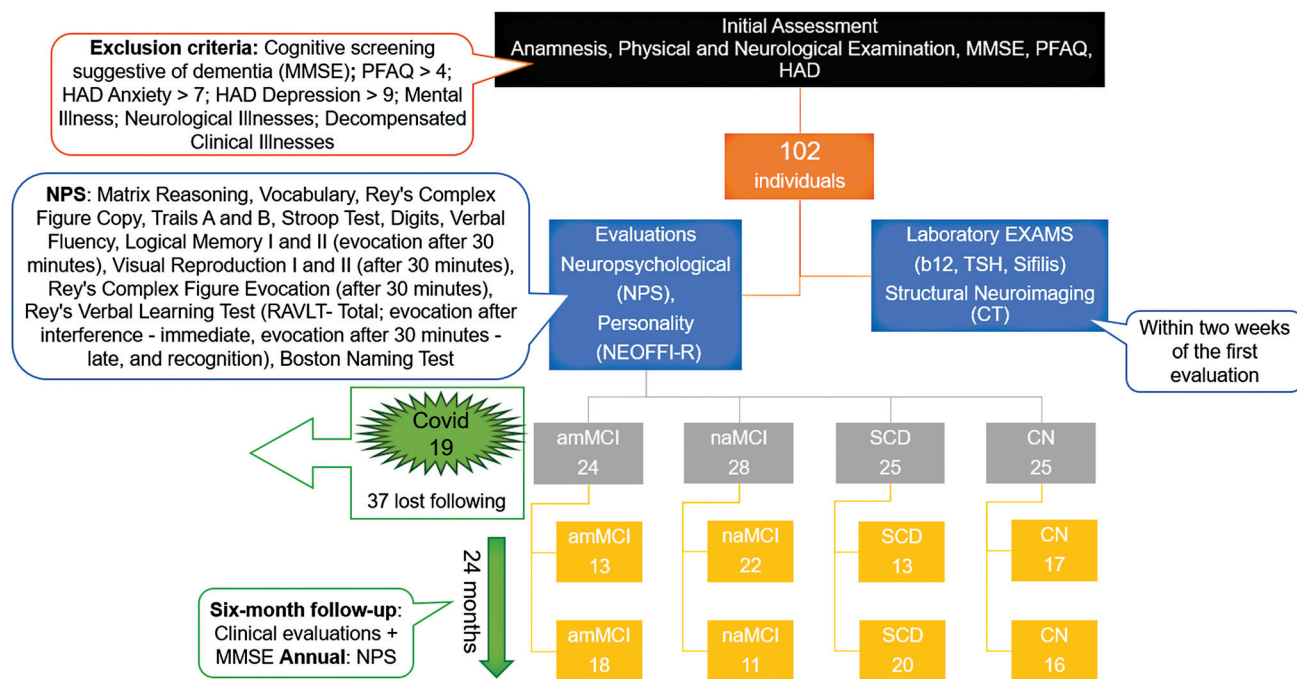 Initial Assessment
Anamnesis, Physical and Neurological Examination, MMSE, PFAQ,
HAD
Exclusion criteria: Cognitive screening
suggestive of dementia (MMSE); PFAQ > 4;
HAD Anxiety > 7; HAD Depression > 9; Mental
Illness; Neurological Illnesses; Decompensated
Clinical Illnesses
102
individuals
NPS: Matrix Reasoning, Vocabulary, Rey's Complex
Figure Copy, Trails A and B, Stroop Test, Digits, Verbal
Fluency, Logical Memory I and II (evocation after 30
minutes), Visual Reproduction I and II (after 30 minutes),
Rey's Complex Figure Evocation (after 30 minutes),
Rey's Verbal Learning Test (RAVLT- Total; evocation after
interference - immediate, evocation after 30 minutes -
late, and recognition), Boston Naming Test
Evaluations
Neuropsychological
(NPS),
Personality
(NEOFFI-R)
Laboratory EXAMS
(b12, TSH, Sifilis)
Structural Neuroimaging
(CT)
Within two weeks
of the first
evaluation
Covid
19
37 lost following
amMCI
24
naMCI
28
SCD
25
CN
25
amMCI
13
naMCI
22
SCD
13
CN
17
24 months
Six-month follow-up:
Clinical evaluations +
MMSE Annual: NPS
amMCI
18
naMCI
11
SCD
20
CN
16